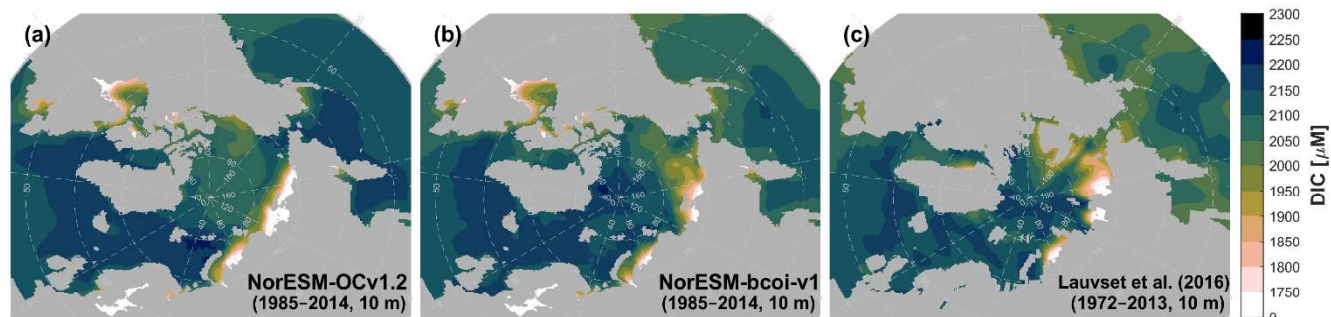 (a)
NorESM-OCv1.2
(1985−2014, 10 m)
(b)
NorESM-bcoi-v1
(1985−2014, 10 m)
(c)
Lauvset et al. (2016)
(1972−2013, 10 m)
2300
2250
2200
2150
2100
2050
2000
1950
1900
1850
1800
1750
0
DIC [µM]